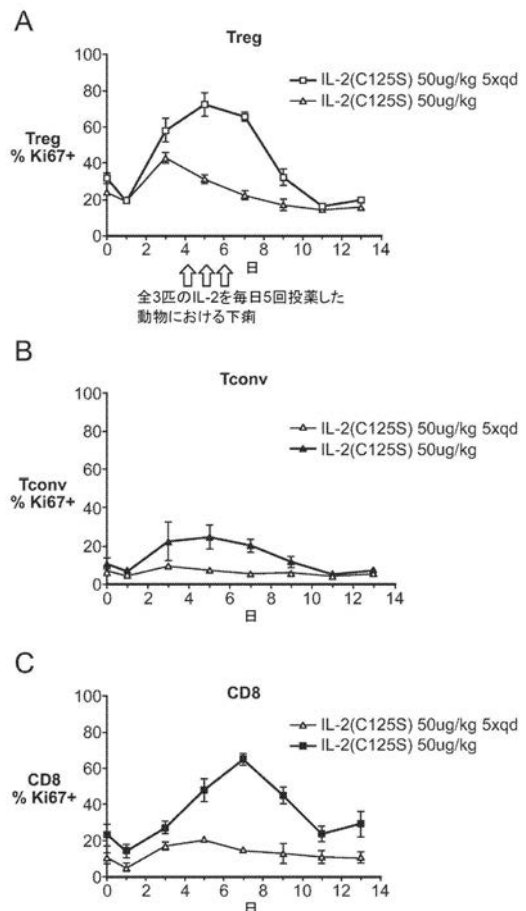 A
Treg
IL-2(C125S) 50ug/kg 5xqd
IL-2(C125S) 50ug/kg
Treg
% Ki67+
100
80
60
40
20
0
0 2 4 6 8 10 12 14
日
全3匹のIL-2を毎日5回投薬した
動物における下痢
B
Tconv
IL-2(C125S) 50ug/kg 5xqd
IL-2(C125S) 50ug/kg
Tconv
% Ki67+
100
80
60
40
20
0
0 2 4 6 8 10 12 14
日
C
CD8
IL-2(C125S) 50ug/kg 5xqd
IL-2(C125S) 50ug/kg
CD8
% Ki67+
100
80
60
40
20
0
0 2 4 6 8 10 12 14
日